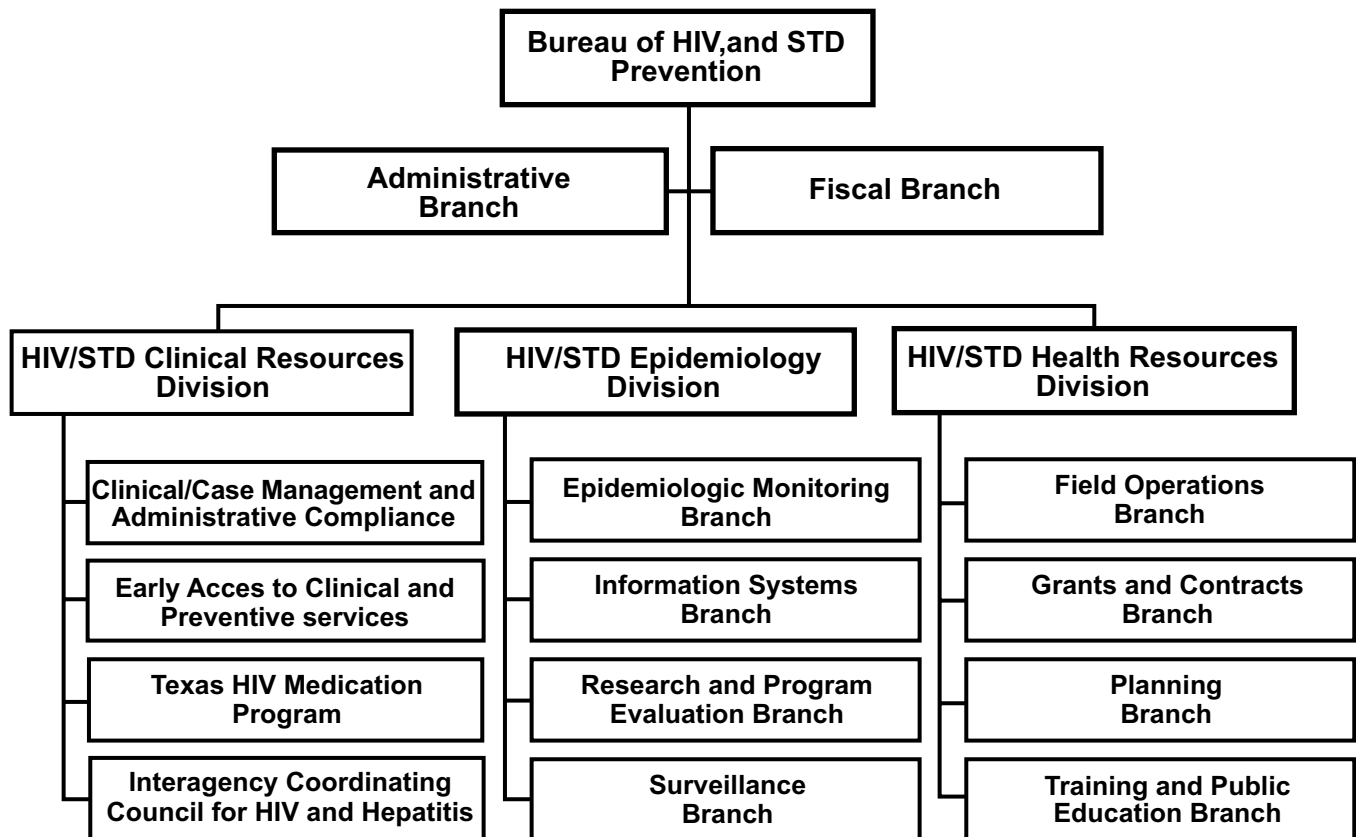 Bureau of HIV,and STD
Prevention
Administrative
Branch
Fiscal Branch
HIV/STD Clinical Resources
Division
HIV/STD Epidemiology
Division
HIV/STD Health Resources
Division
Clinical/Case Management and
Administrative Compliance
Early Acces to Clinical and
Preventive services
Texas HIV Medication
Program
Interagency Coordinating
Council for HIV and Hepatitis
Epidemiologic Monitoring
Branch
Information Systems
Branch
Research and Program
Evaluation Branch
Surveillance
Branch
Field Operations
Branch
Grants and Contracts
Branch
Planning
Branch
Training and Public
Education Branch